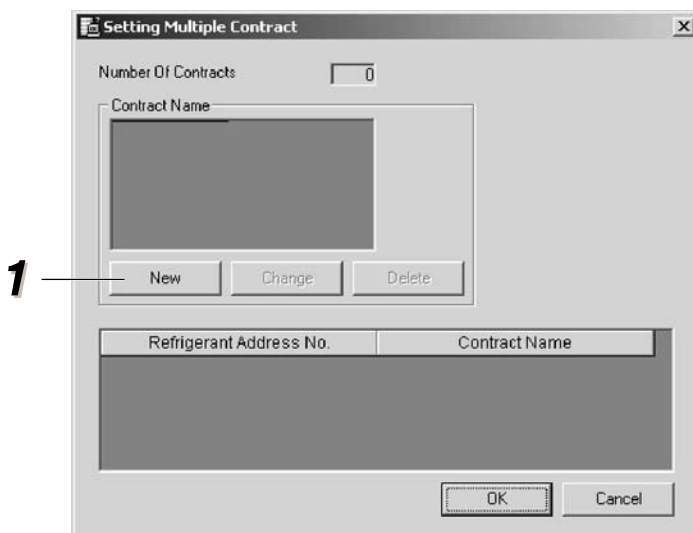 Setting Multiple Contract
Number Of Contracts 0
Contract Name
1
New Change Delete
Refrigerant Address No. Contract Name
OK Cancel